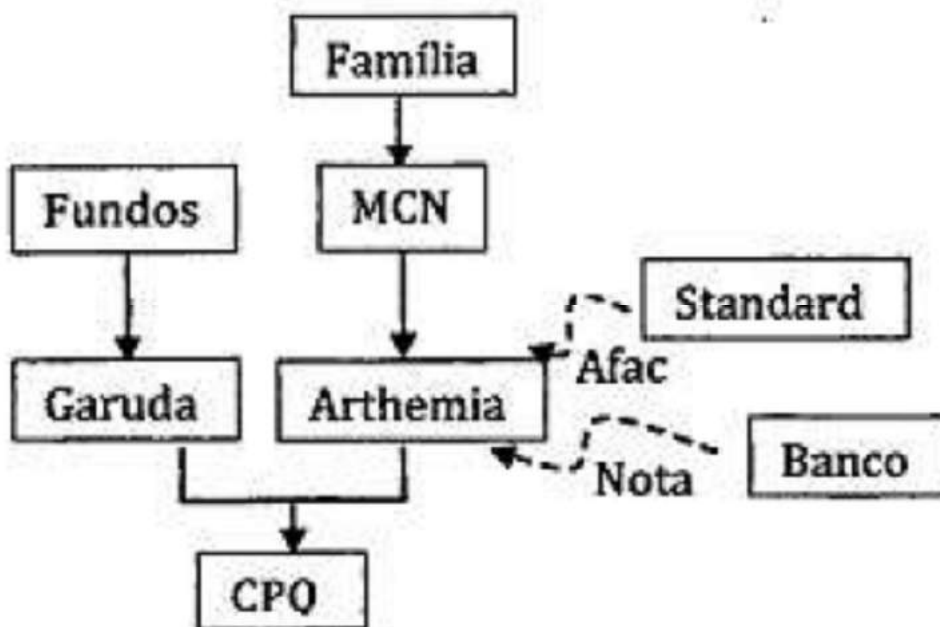 Família
Fundos
MCN
Standard
Afac
Garuda
Arthemia
Nota
Banco
CPQ